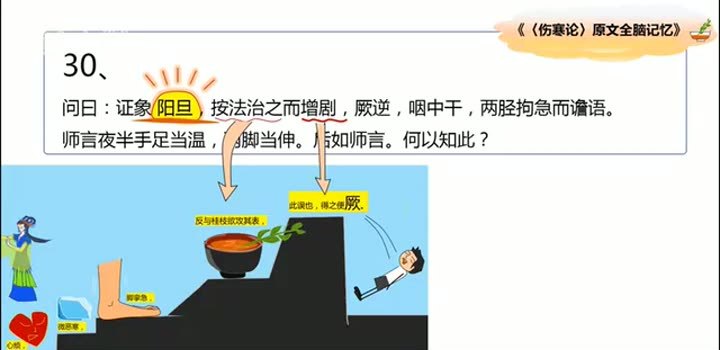 《〈伤寒论〉原文全脑记忆》
30、
问曰：证象阳旦，按法治之而增剧，厥逆，咽中干，两胫拘急而谵语。
师言夜半手足当温，脚当伸。后如师言。何以知此？
此误也，得之便厥.
反与桂枝欲攻其表，
脚挛急，
微恶寒，
心烦，